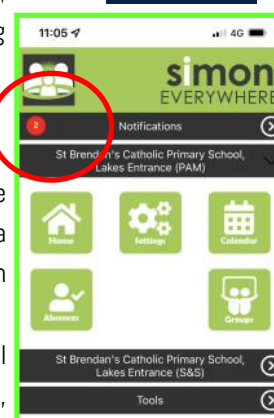 g
11:05
4G
simon
EVERYWHERE
2
Notifications
St Brendan's Catholic Primary School,
Lakes Entrance (PAM)
e
a
n
Home
Settings
Calendar
Absences
Groups
l
St Brendan's Catholic Primary School,
Lakes Entrance (S&S)
,
Tools